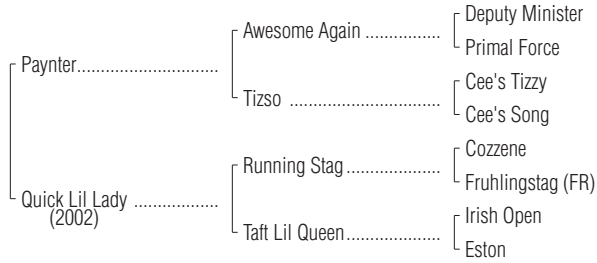 Deputy Minister
Awesome Again ................
Primal Force
Paynter..............................
Cee's Tizzy
Tizso ................................
Cee's Song
Cozzene
Running Stag....................
Fruhlingstag (FR)
Quick Lil Lady ..................
(2002)
Irish Open
Taft Lil Queen....................
Eston